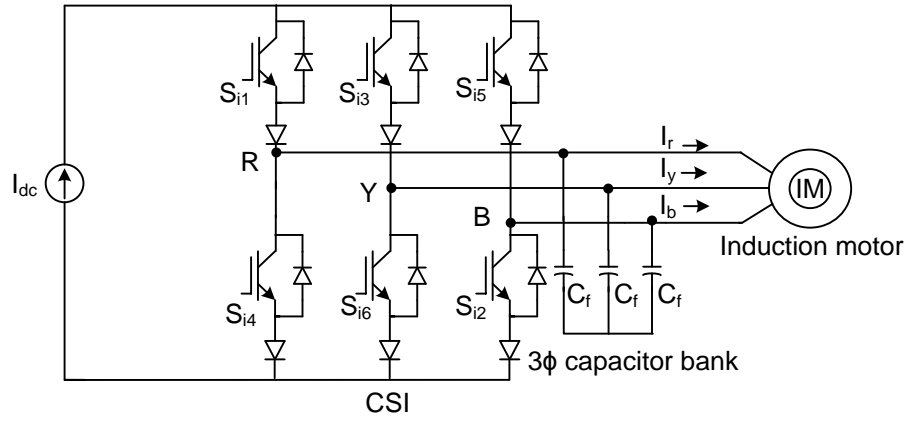 S_i1
S_i3
S_i5
R
I_r
I_dc
Y
I_y
IM
B
I_b
Induction motor
S_i4
S_i6
S_i2
C_f
C_f
C_f
3ϕ capacitor bank
CSI